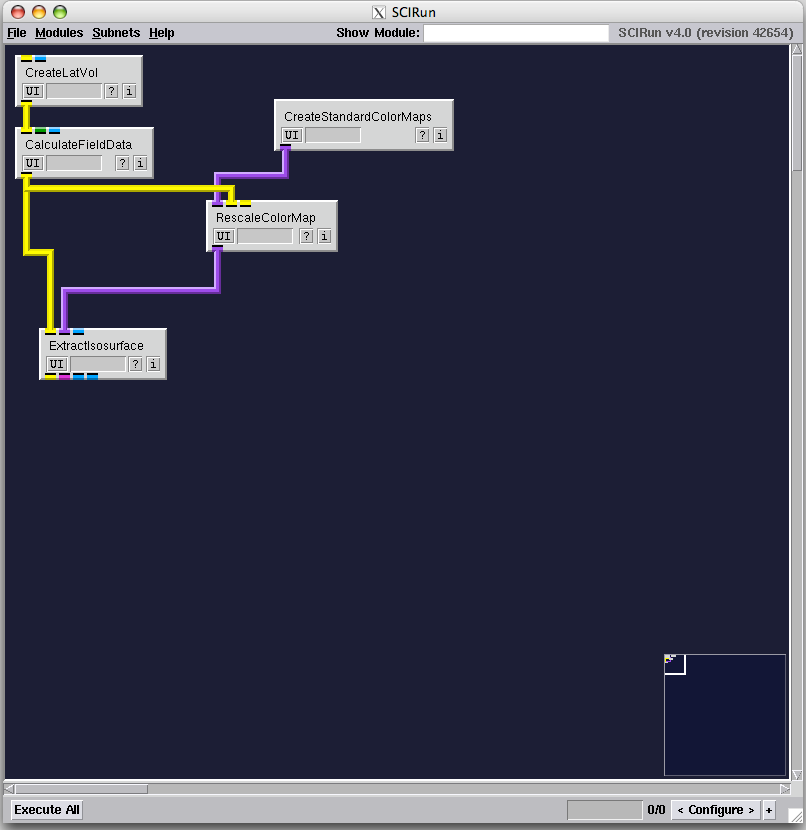 SCIRun
File Modules Subnets Help Show Module: SCIRun v4.0 (revision 42654)
CreateLatVol
UI ? i
CreateStandardColorMaps
UI ? i
CalculateFieldData
UI ? i
RescaleColorMap
UI ? i
ExtractIsosurface
UI ? i
Execute All 0/0 < Configure > +